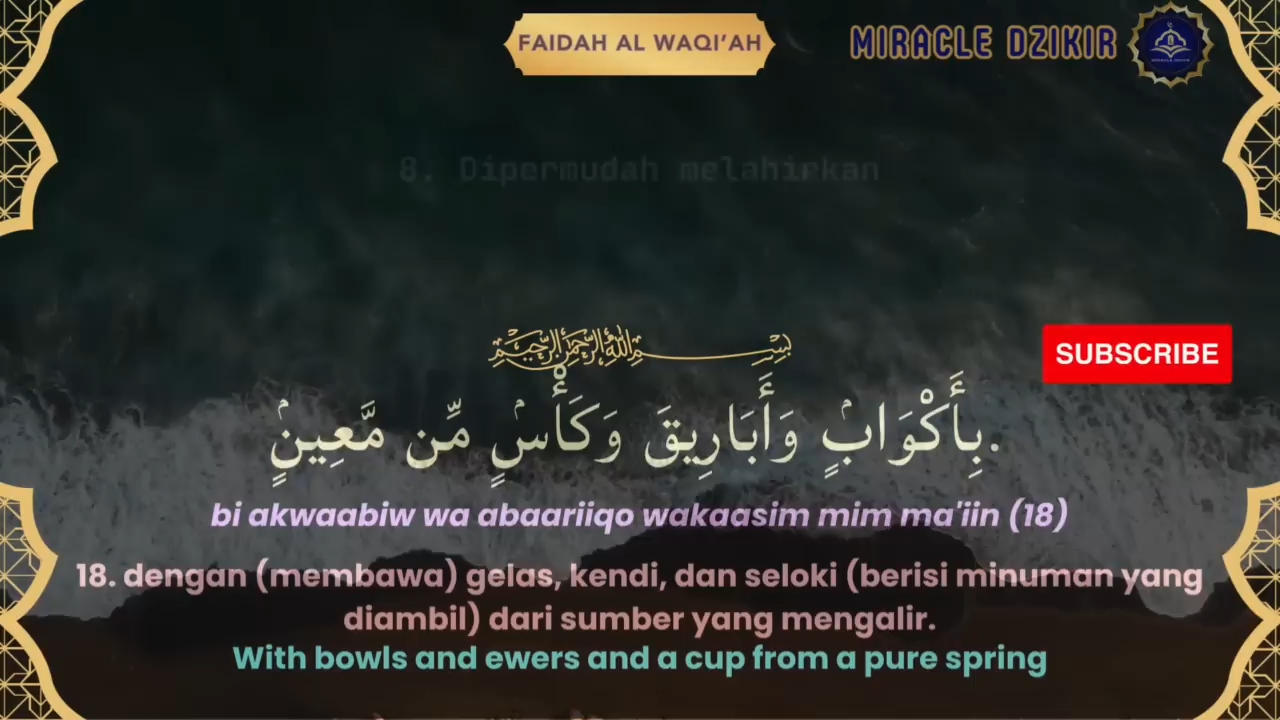 FAIDAH AL WAQI’AH
MIRACLE DZIKIR
8. Dipermudah melahirkan
بِسْمِ اللَّهِ الرَّحْمَٰنِ الرَّحِيمِ
بِأَكْوَابٍۢ وَأَبَارِيقَ وَكَأْسٍۢ مِّن مَّعِينٍۢ.
bi akwaabiw wa abaariiqo wakaasim mim ma'iin (18)
SUBSCRIBE
18. dengan (membawa) gelas, kendi, dan seloki (berisi minuman yang
diambil) dari sumber yang mengalir.
With bowls and ewers and a cup from a pure spring